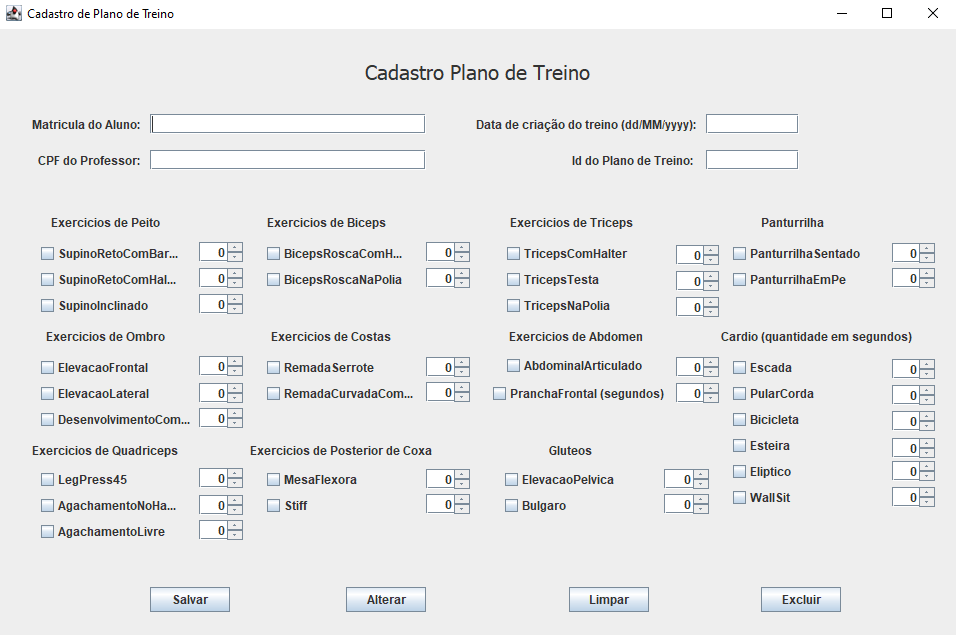 Cadastro de Plano de Treino
Cadastro Plano de Treino
Matricula do Aluno: Data de criação do treino (dd/MM/yyyy):
CPF do Professor: Id do Plano de Treino:
Exercicios de Peito Exercicios de Biceps Exercicios de Triceps Panturrilha
SupinoRetoComBar... 0 BicepsRoscaComH... 0 TricepsComHalter 0 PanturrilhaSentado 0
SupinoRetoComHal... 0 BicepsRoscaNaPolia 0 TricepsTesta 0 PanturrilhaEmPe 0
SupinoInclinado 0 TricepsNaPolia 0
Exercicios de Ombro Exercicios de Costas Exercicios de Abdomen Cardio (quantidade em segundos)
ElevacaoFrontal 0 RemadaSerrote 0 AbdominalArticulado 0 Escada 0
ElevacaoLateral 0 RemadaCurvadaCom... 0 PranchaFrontal (segundos) 0 PularCorda 0
DesenvolvimentoCom... 0 Bicicleta 0
Exercicios de Quadriceps Exercicios de Posterior de Coxa Gluteos Esteira 0
LegPress45 0 MesaFlexora 0 ElevacaoPelvica 0 Eliptico 0
AgachamentoNoHa... 0 Stiff 0 Bulgaro 0 WallSit 0
AgachamentoLivre 0
Salvar Alterar Limpar Excluir